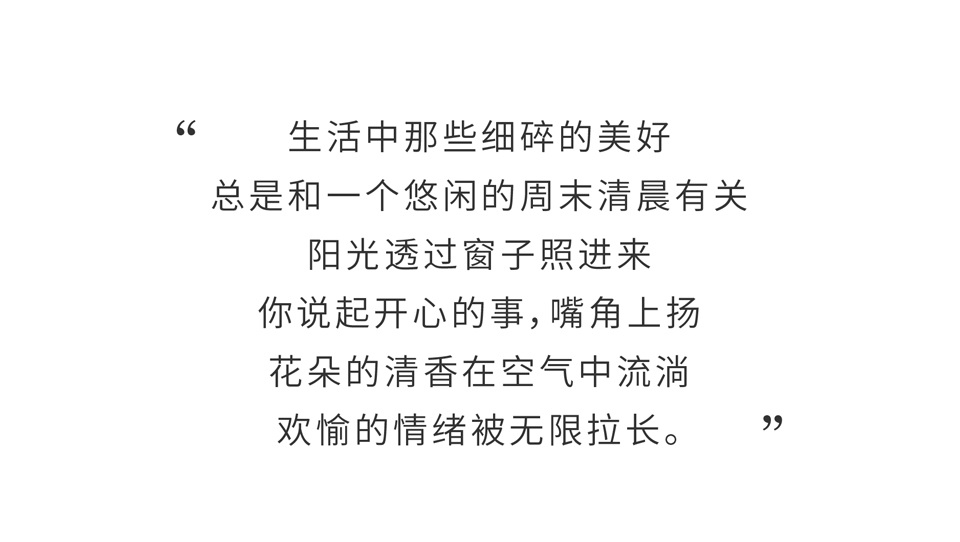 “ 生活中那些细碎的美好
总是和一个悠闲的周末清晨有关
阳光透过窗子照进来
你说起开心的事，嘴角上扬
花朵的清香在空气中流淌
欢愉的情绪被无限拉长。 ”